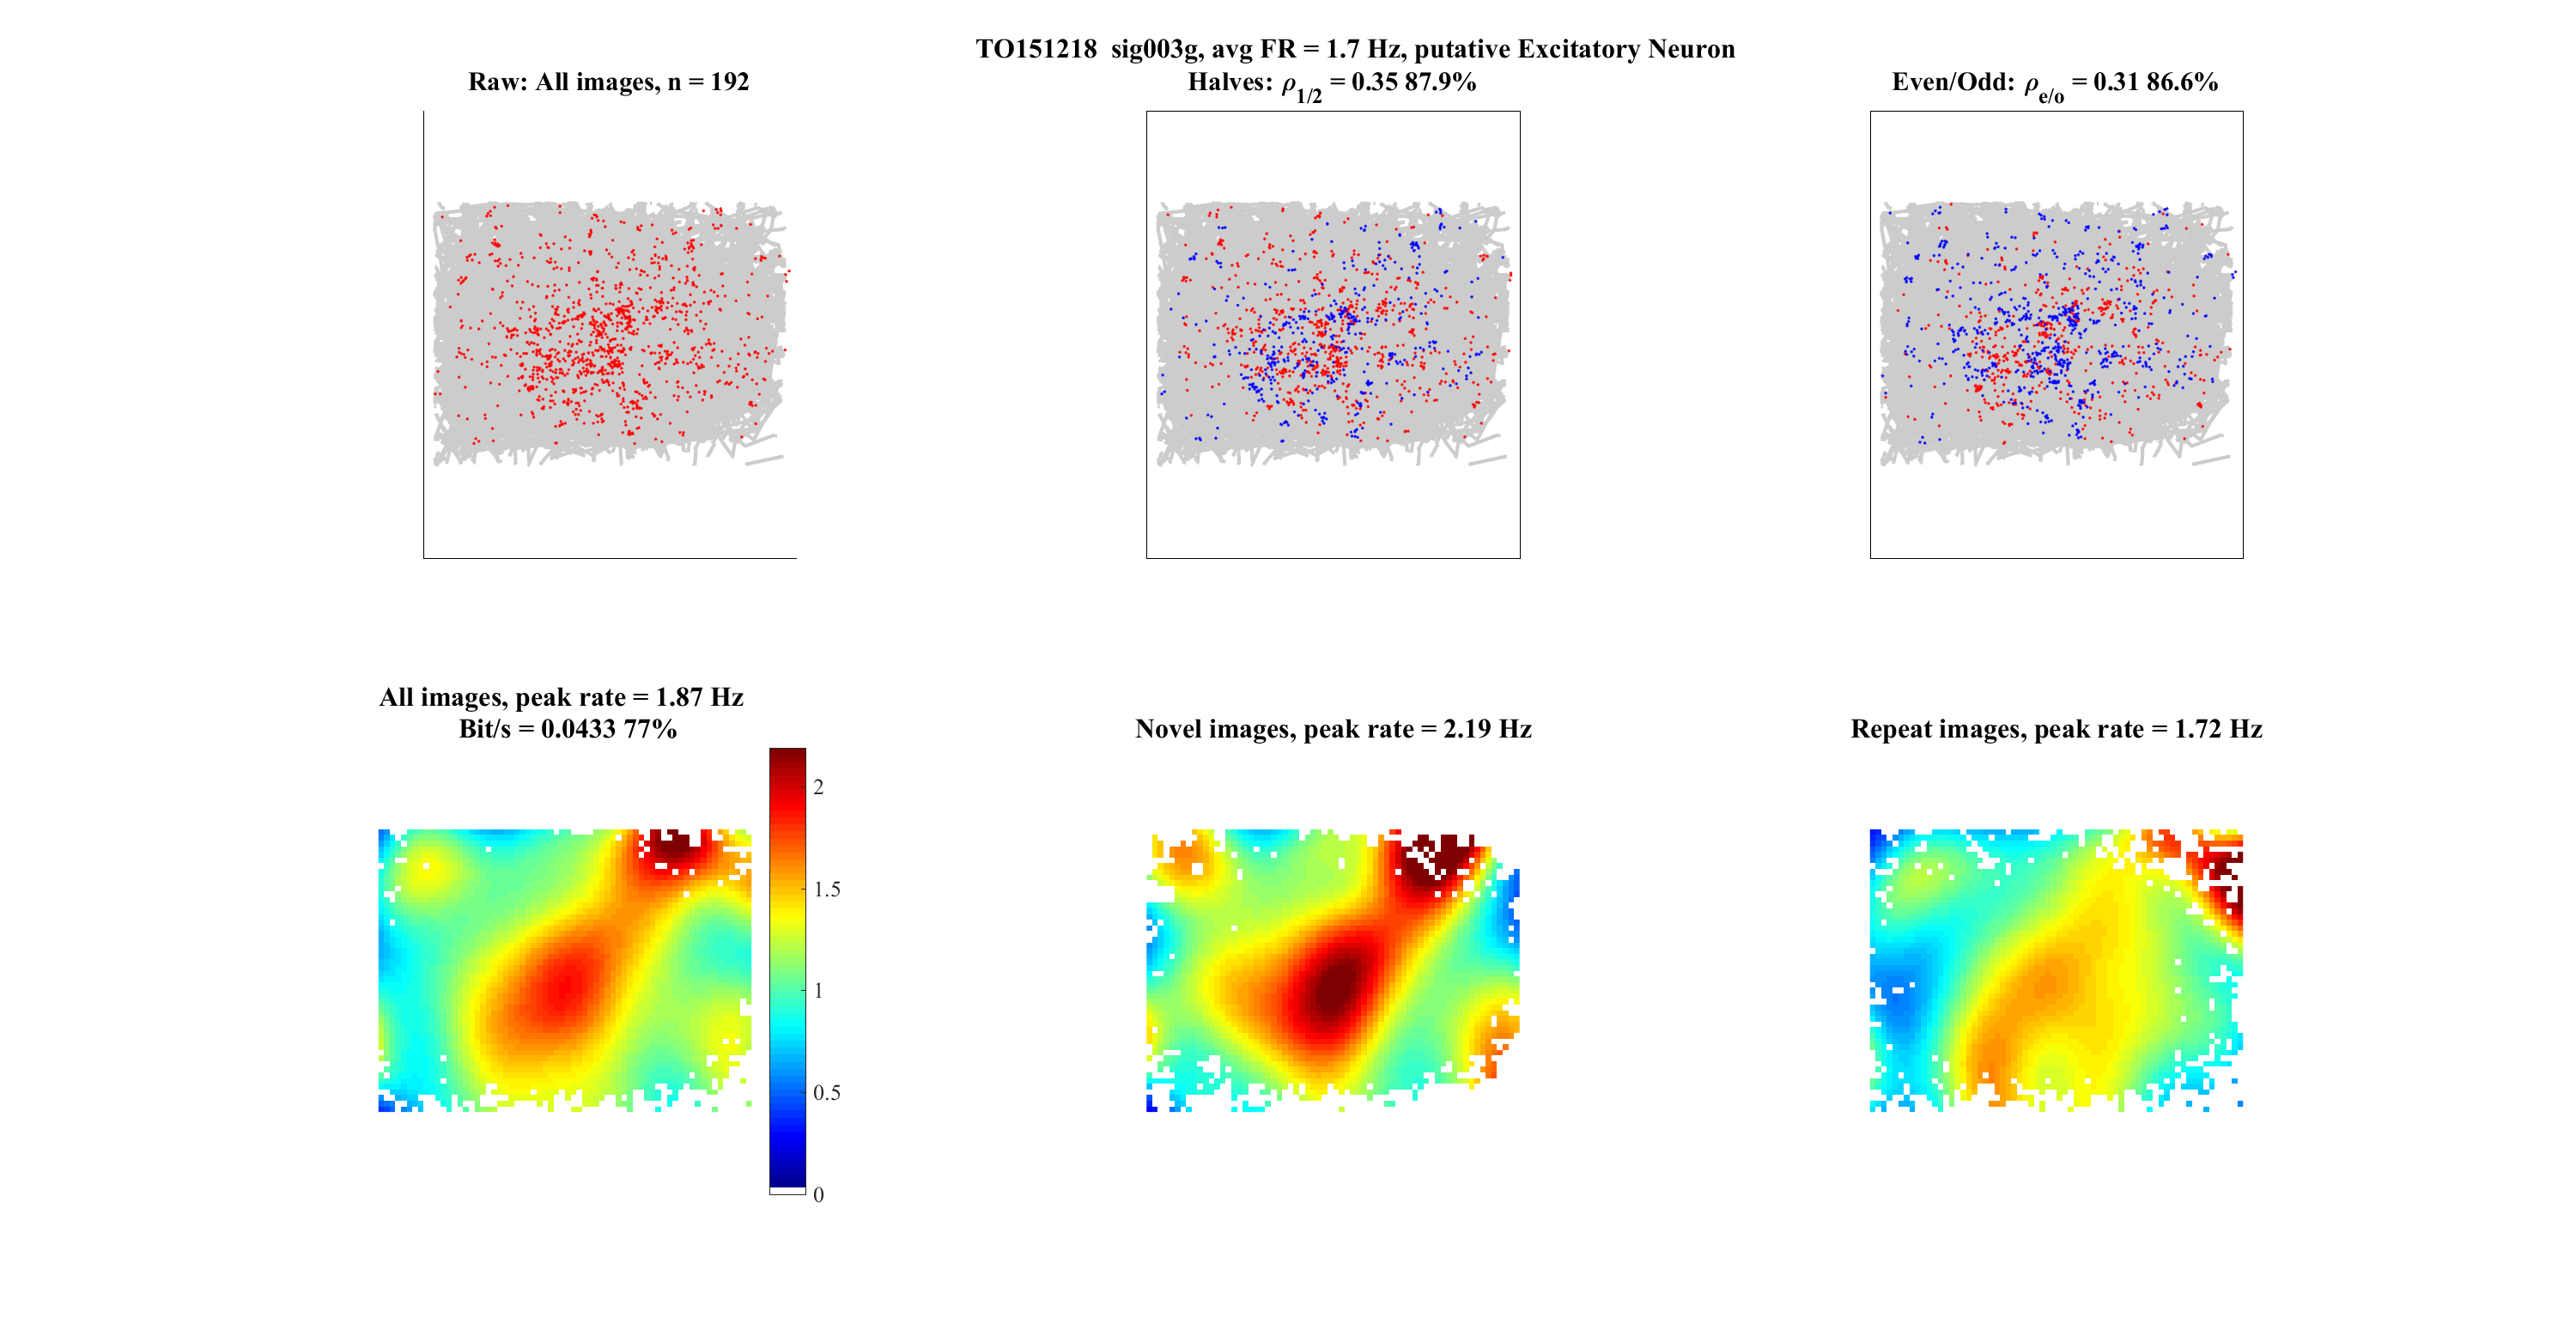 TO151218 sig003g, avg FR = 1.7 Hz, putative Excitatory Neuron
Raw: All images, n = 192
Halves: ρ1/2 = 0.35 87.9%
Even/Odd: ρe/o = 0.31 86.6%
All images, peak rate = 1.87 Hz
Bit/s = 0.0433 77%
Novel images, peak rate = 2.19 Hz
Repeat images, peak rate = 1.72 Hz
2
1.5
1
0.5
0